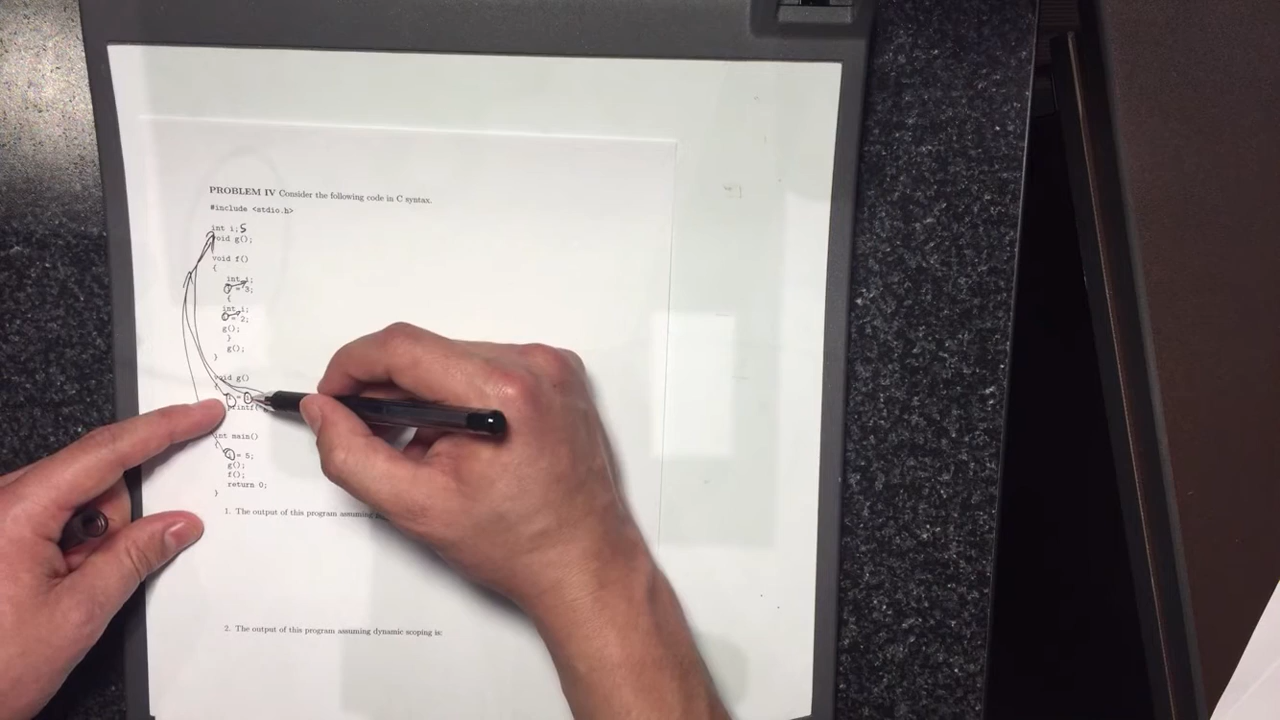 PROBLEM IV Consider the following code in C syntax.
#include <stdio.h>
int i; 5
void g();
void f()
{
int i;
i = 3;
{
int i;
i = 2;
g();
}
g();
}
void g()
{
i = i
printf("
int main()
{
i = 5;
g();
f();
return 0;
}
1. The output of this program assuming
2. The output of this program assuming dynamic scoping is: